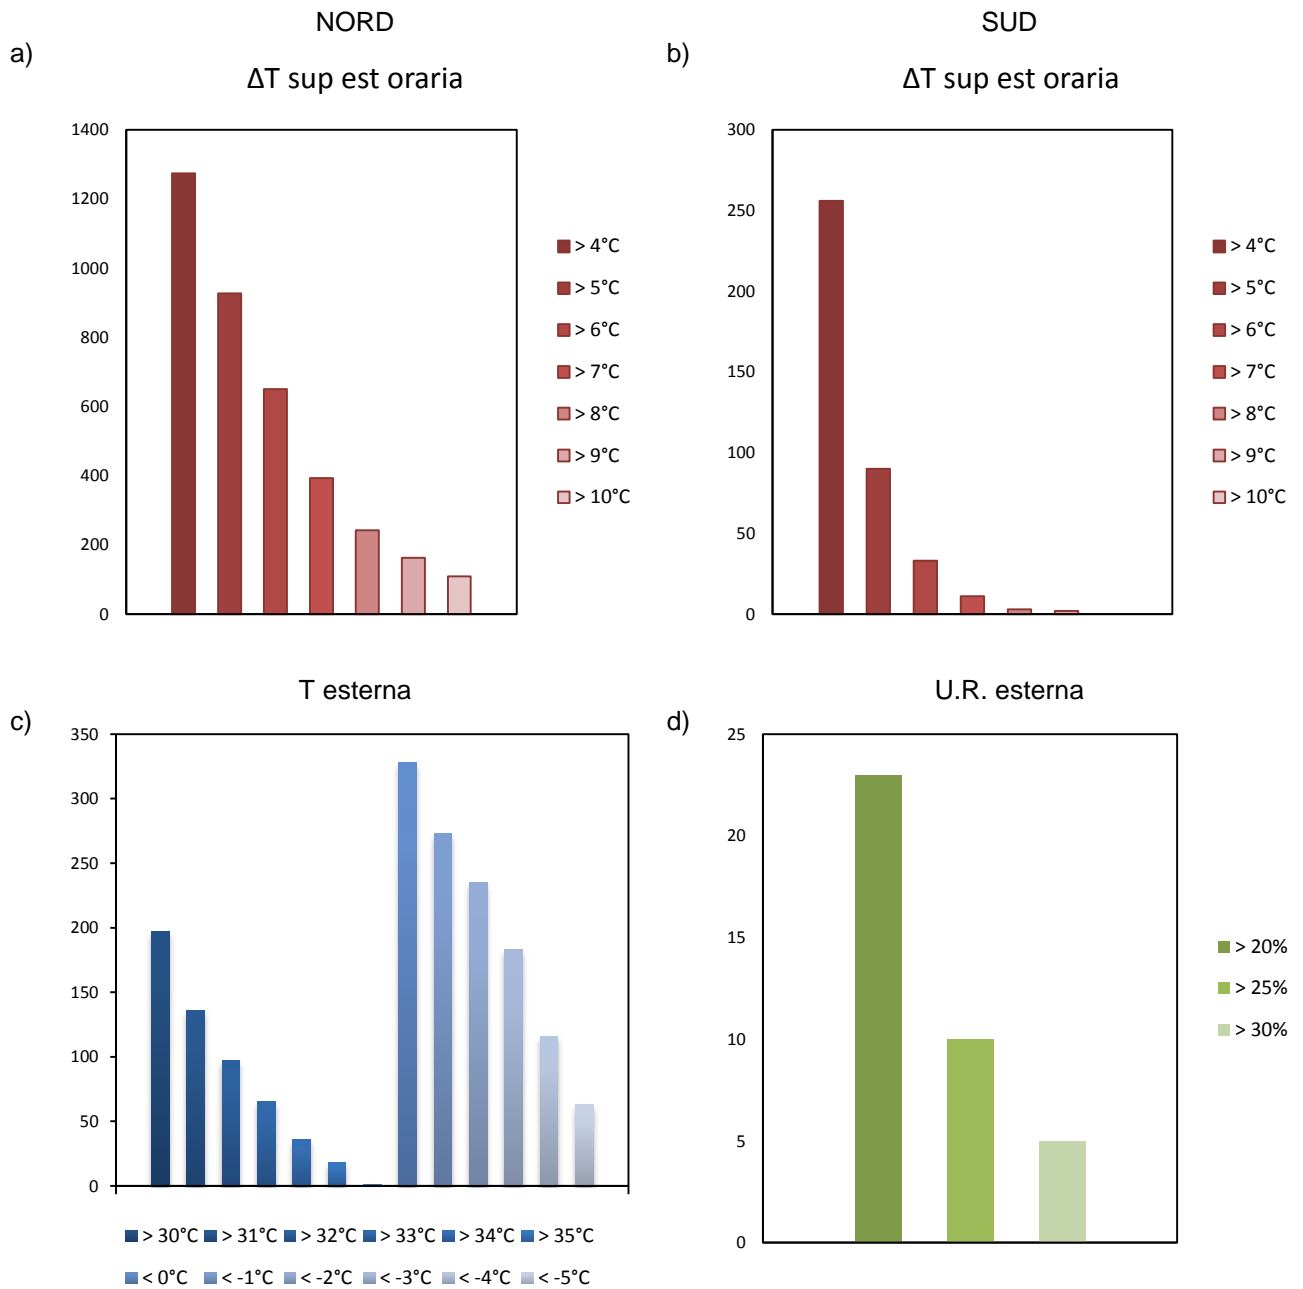 NORD
SUD
a)
b)
ΔT sup est oraria
ΔT sup est oraria
1400
1200
1000
800
600
400
200
0
> 4°C
> 5°C
> 6°C
> 7°C
> 8°C
> 9°C
> 10°C
300
250
200
150
100
50
0
> 4°C
> 5°C
> 6°C
> 7°C
> 8°C
> 9°C
> 10°C
T esterna
U.R. esterna
c)
d)
350
300
250
200
150
100
50
0
> 30°C > 31°C > 32°C > 33°C > 34°C > 35°C
< 0°C < -1°C < -2°C < -3°C < -4°C < -5°C
25
20
15
10
5
0
> 20%
> 25%
> 30%